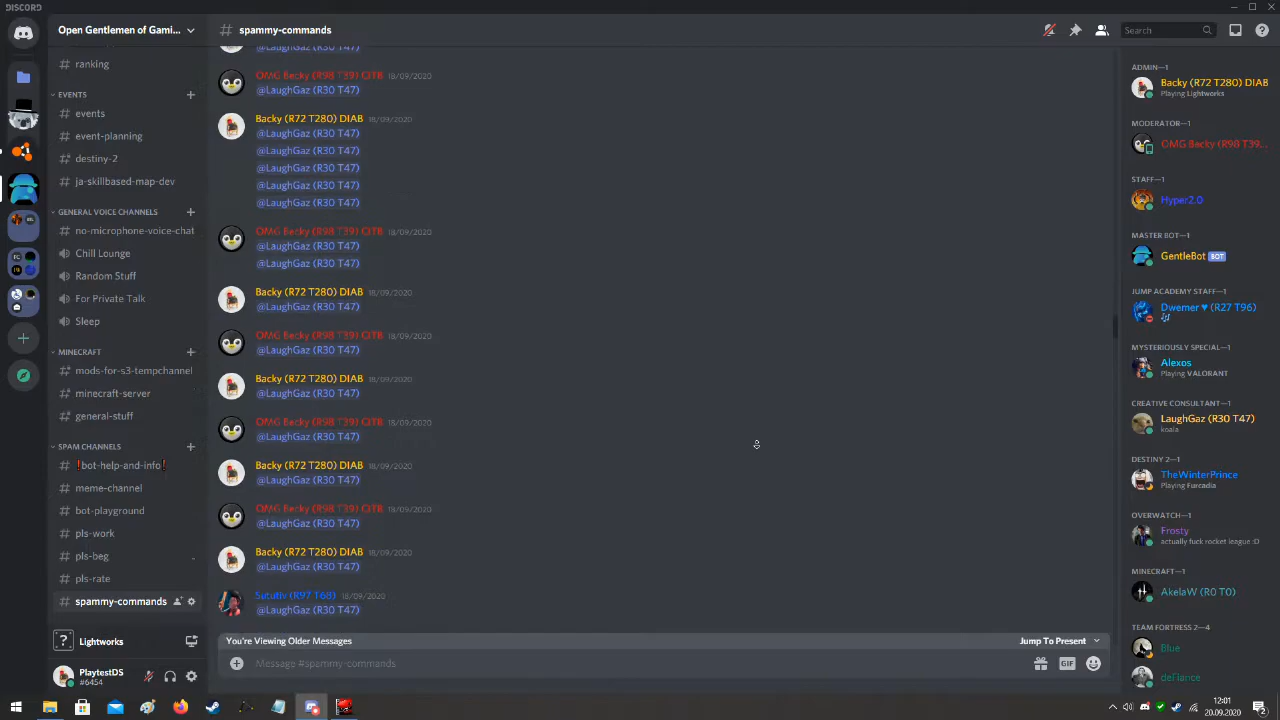 DISCORD
Open Gentlemen of Gami...
# spammy-commands
Search
# ranking
EVENTS
# events
# event-planning
# destiny-2
# ja-skillbased-map-dev
GENERAL VOICE CHANNELS
# no-microphone-voice-chat
Chill Lounge
Random Stuff
For Private Talk
Sleep
MINECRAFT
# mods-for-s3-tempchannel
# minecraft-server
# general-stuff
SPAM CHANNELS
# ❗bot-help-and-info❗
# meme-channel
# bot-playground
# pls-work
# pls-beg
# pls-rate
# spammy-commands
Lightworks
PlaytestDS
#6454
@LaughGaz (R30 T47)
OMG Becky (R98 T39) CITB 18/09/2020
@LaughGaz (R30 T47)
Backy (R72 T280) DIAB 18/09/2020
@LaughGaz (R30 T47)
@LaughGaz (R30 T47)
@LaughGaz (R30 T47)
@LaughGaz (R30 T47)
@LaughGaz (R30 T47)
OMG Becky (R98 T39) CITB 18/09/2020
@LaughGaz (R30 T47)
@LaughGaz (R30 T47)
Backy (R72 T280) DIAB 18/09/2020
@LaughGaz (R30 T47)
OMG Becky (R98 T39) CITB 18/09/2020
@LaughGaz (R30 T47)
Backy (R72 T280) DIAB 18/09/2020
@LaughGaz (R30 T47)
OMG Becky (R98 T39) CITB 18/09/2020
@LaughGaz (R30 T47)
Backy (R72 T280) DIAB 18/09/2020
@LaughGaz (R30 T47)
OMG Becky (R98 T39) CITB 18/09/2020
@LaughGaz (R30 T47)
Backy (R72 T280) DIAB 18/09/2020
@LaughGaz (R30 T47)
(R97 T68) 18/09/2020
@LaughGaz (R30 T47)
You're Viewing Older Messages
Jump To Present
Message #spammy-commands
GIF
ADMIN—1
Backy (R72 T280) DIAB
Playing Lightworks
MODERATOR—1
OMG Becky (R98 T39...
STAFF—1
Hyper2.0
MASTER BOT—1
GentleBot BOT
JUMP ACADEMY STAFF—1
Dwemer ♥ (R27 T96)
🎶
MYSTERIOUSLY SPECIAL—1
Alexos
Playing VALORANT
CREATIVE CONSULTANT—1
LaughGaz (R30 T47)
koala
DESTINY 2—1
TheWinterPrince
Playing Furcadia
OVERWATCH—1
Frosty
actually fuck rocket league :D
MINECRAFT—1
AkelaW (R0 T0)
TEAM FORTRESS 2—4
Blue
defiance
12:01
20.09.2020
2